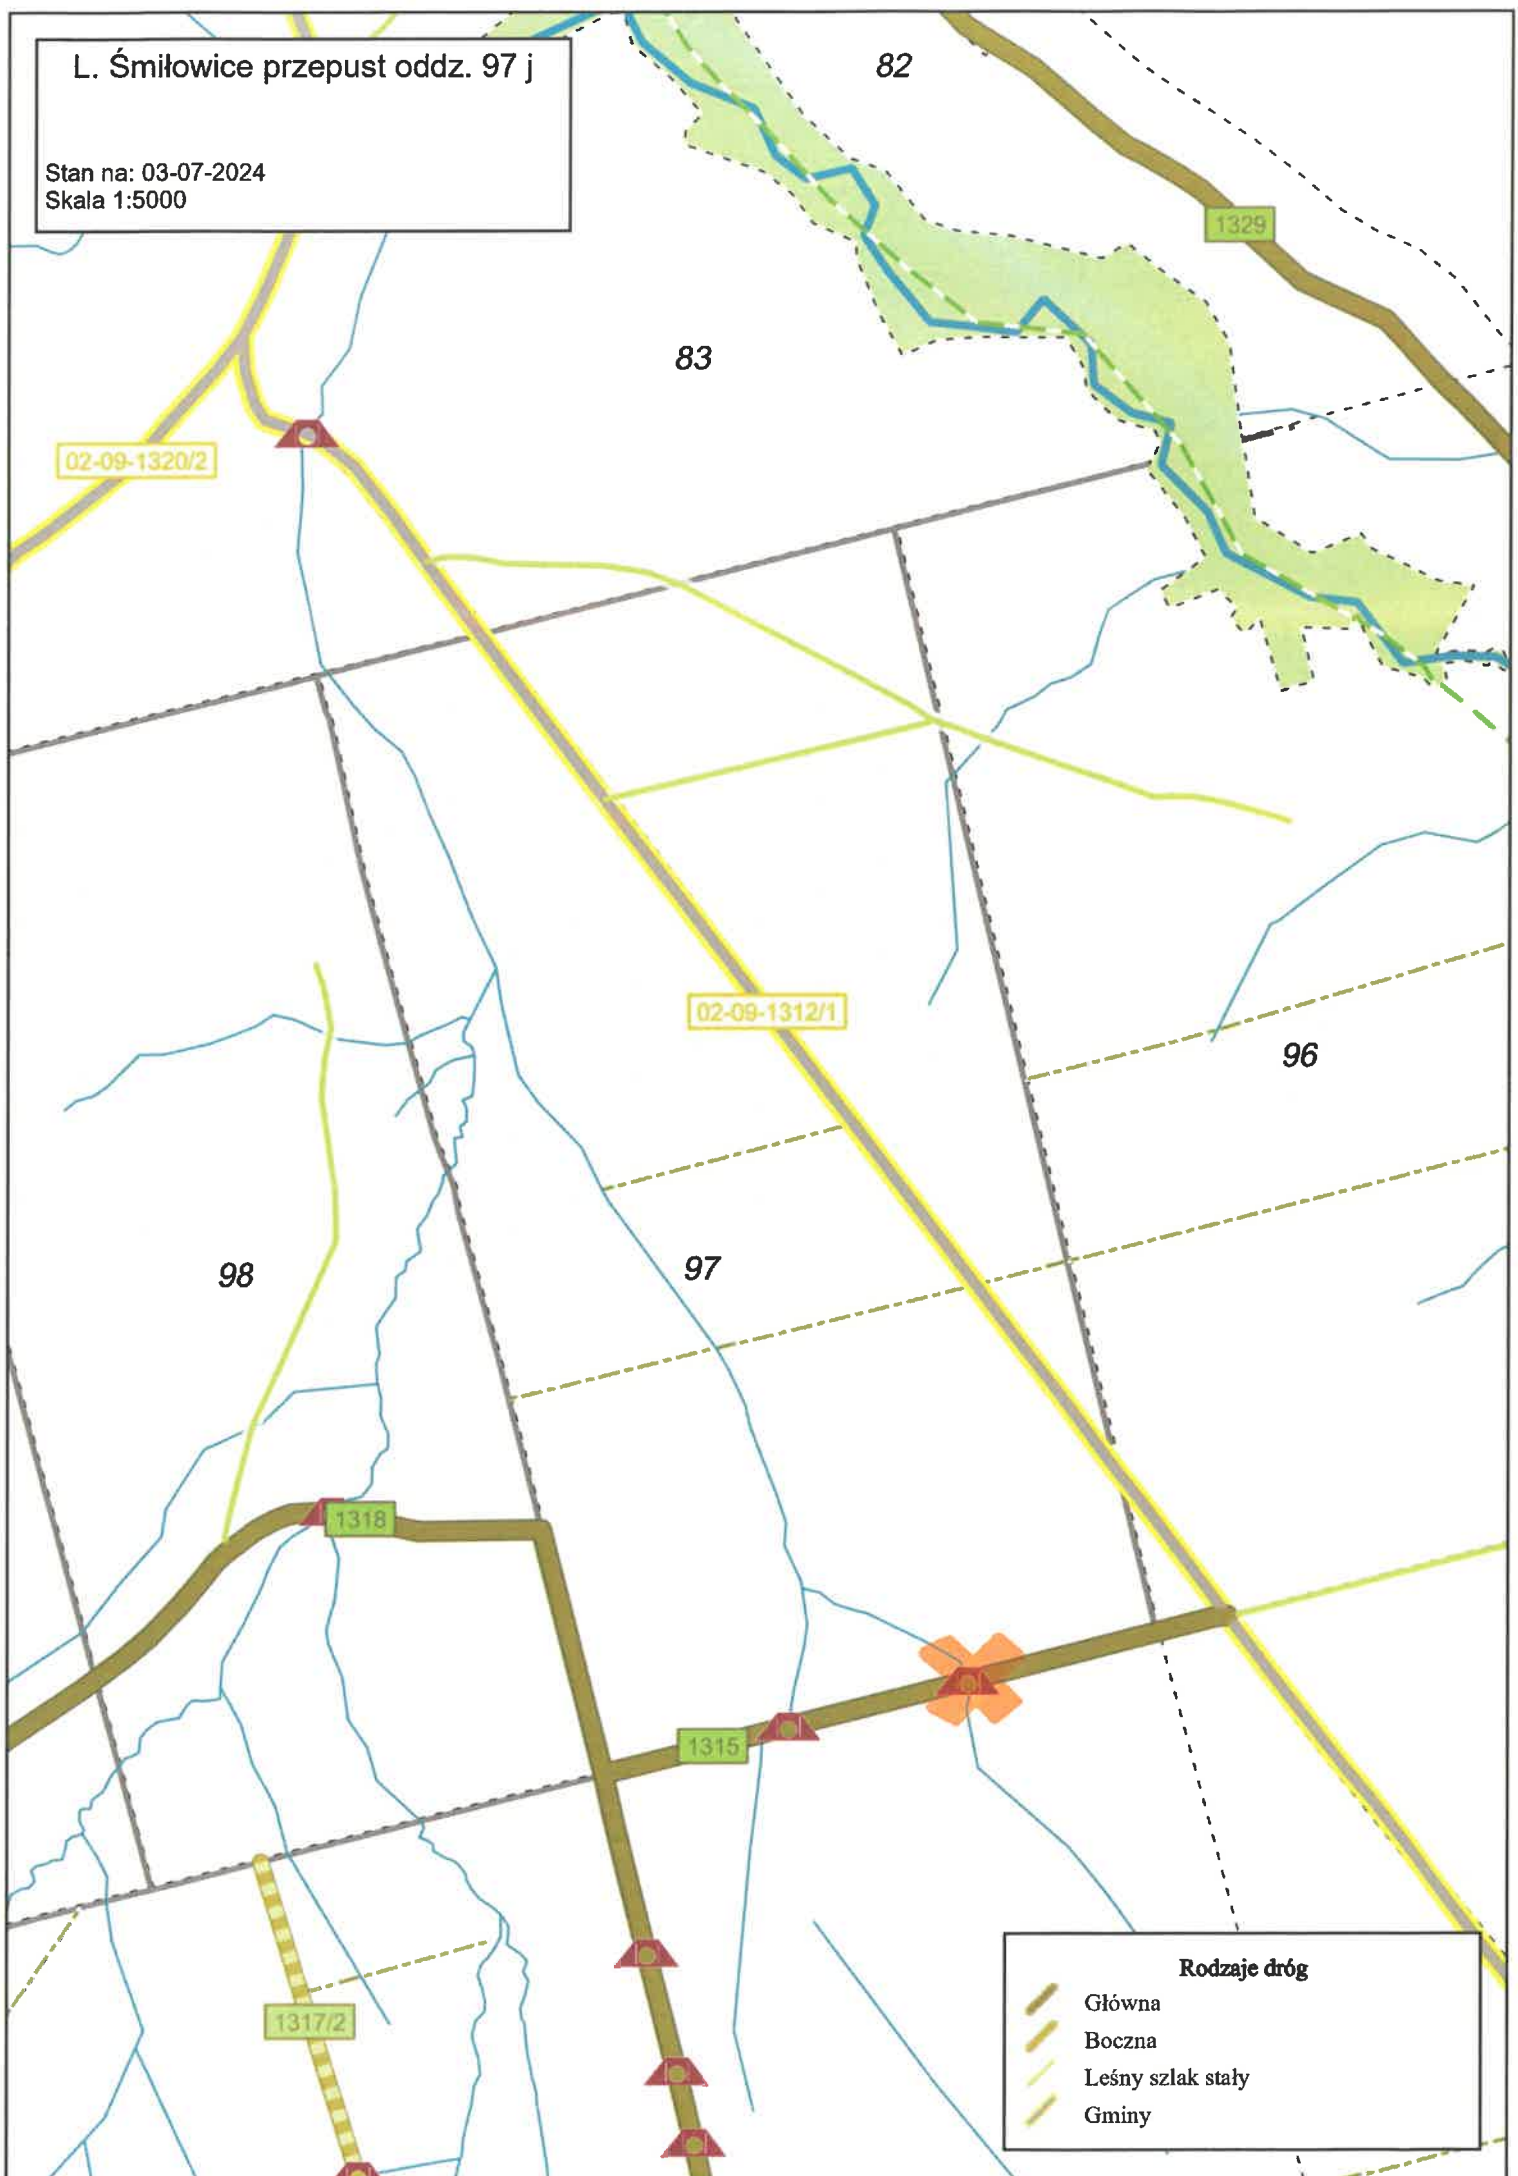 L. Śmiłowice przepust oddz. 97 j
Stan na: 03-07-2024
Skala 1:5000
82
1329
83
02-09-1320/2
02-09-1312/1
96
98
97
1318
1315
1317/2
Rodzaje dróg
Główna
Boczna
Leśny szlak stały
Gminy